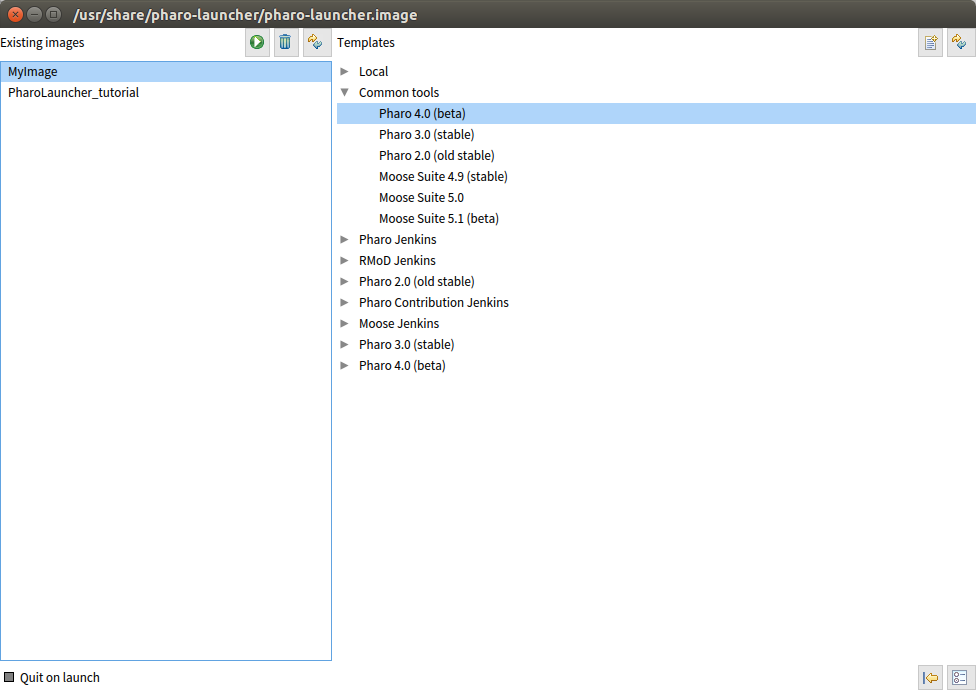 /usr/share/pharo-launcher/pharo-launcher.image
Existing images
Templates
MyImage
PharoLauncher_tutorial
Local
Common tools
Pharo 4.0 (beta)
Pharo 3.0 (stable)
Pharo 2.0 (old stable)
Moose Suite 4.9 (stable)
Moose Suite 5.0
Moose Suite 5.1 (beta)
Pharo Jenkins
RMoD Jenkins
Pharo 2.0 (old stable)
Pharo Contribution Jenkins
Moose Jenkins
Pharo 3.0 (stable)
Pharo 4.0 (beta)
Quit on launch